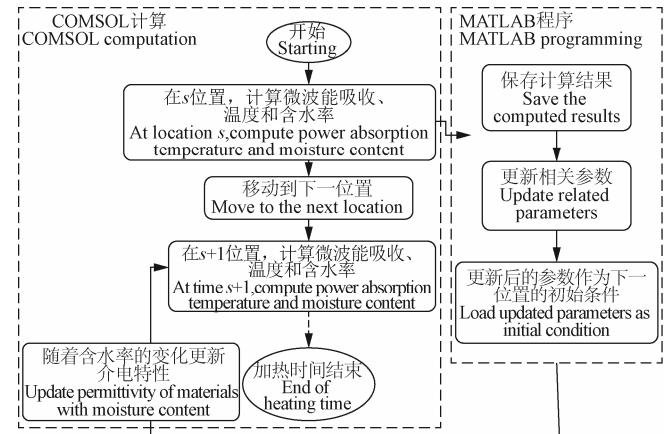 COMSOL计算
COMSOL computation
开始
Starting
在s位置，计算微波能吸收、
温度和含水率
At location s,compute power absorption
temperature and moisture content
移动到下一位置
Move to the next location
在s+1位置，计算微波能吸收、
温度和含水率
At time s+1,compute power absorption
temperature and moisture content
随着含水率的变化更新
介电特性
Update permittivity of materials
with moisture content
加热时间结束
End of
heating time
MATLAB程序
MATLAB programming
保存计算结果
Save the
computed results
更新相关参数
Update related
parameters
更新后的参数作为下一
位置的初始条件
Load updated parameters as
initial condition